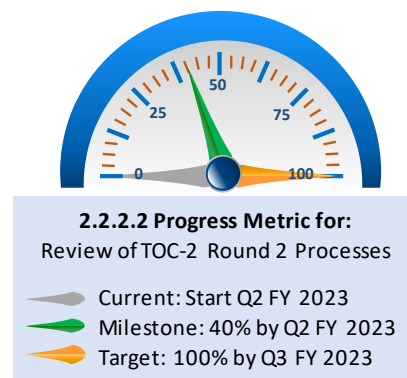 50
25
75
0
100
2.2.2.2 Progress Metric for:
Review of TOC-2 Round 2 Processes
Current: Start Q2 FY 2023
Milestone: 40% by Q2 FY 2023
Target: 100% by Q3 FY 2023